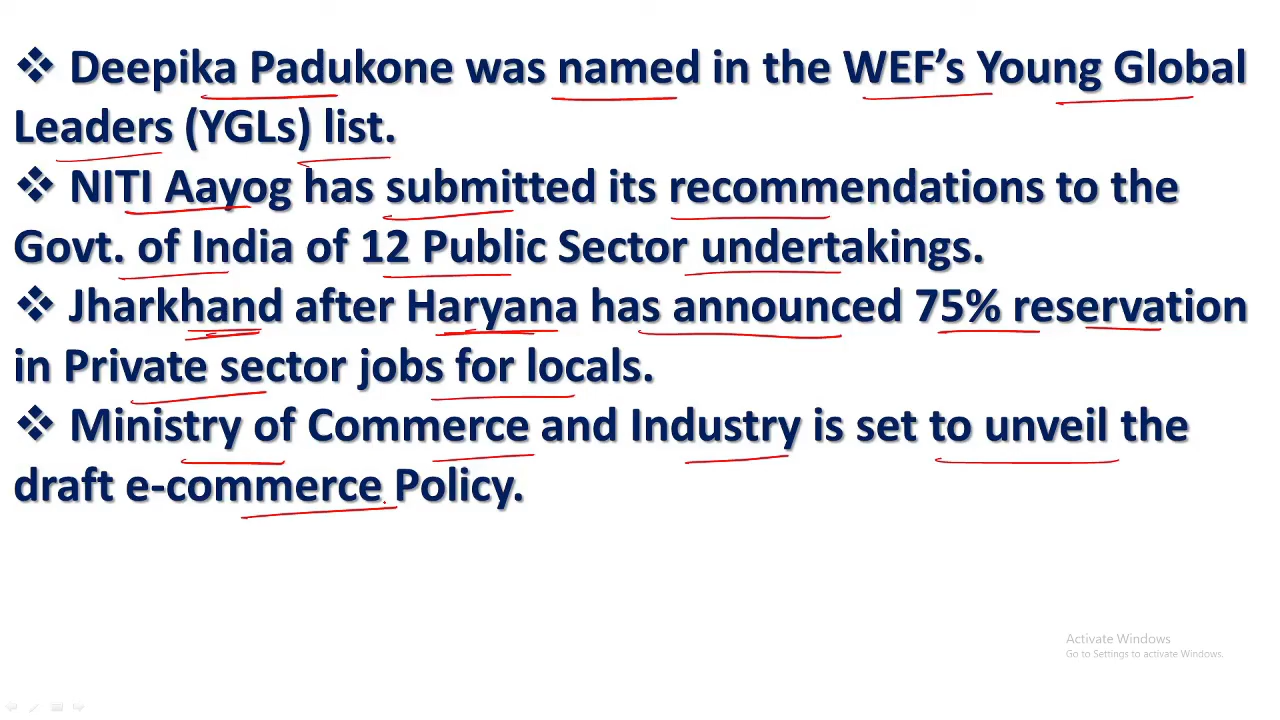 ❖ Deepika Padukone was named in the WEF’s Young Global
Leaders (YGLs) list.
❖ NITI Aayog has submitted its recommendations to the
Govt. of India of 12 Public Sector undertakings.
❖ Jharkhand after Haryana has announced 75% reservation
in Private sector jobs for locals.
❖ Ministry of Commerce and Industry is set to unveil the
draft e-commerce Policy.
Activate Windows
Go to Settings to activate Windows.